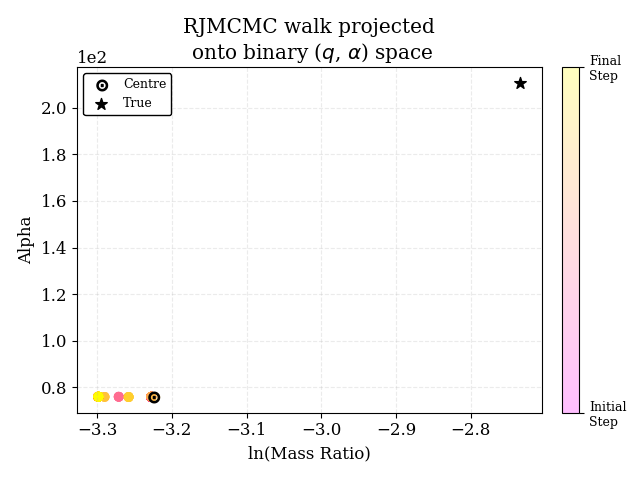 RJMCMC walk projected
onto binary (q, α) space
1e2
Centre
True
Final
Step
2.0
1.8
1.6
1.4
1.2
1.0
0.8
Alpha
Initial
Step
−3.3 −3.2 −3.1 −3.0 −2.9 −2.8
ln(Mass Ratio)